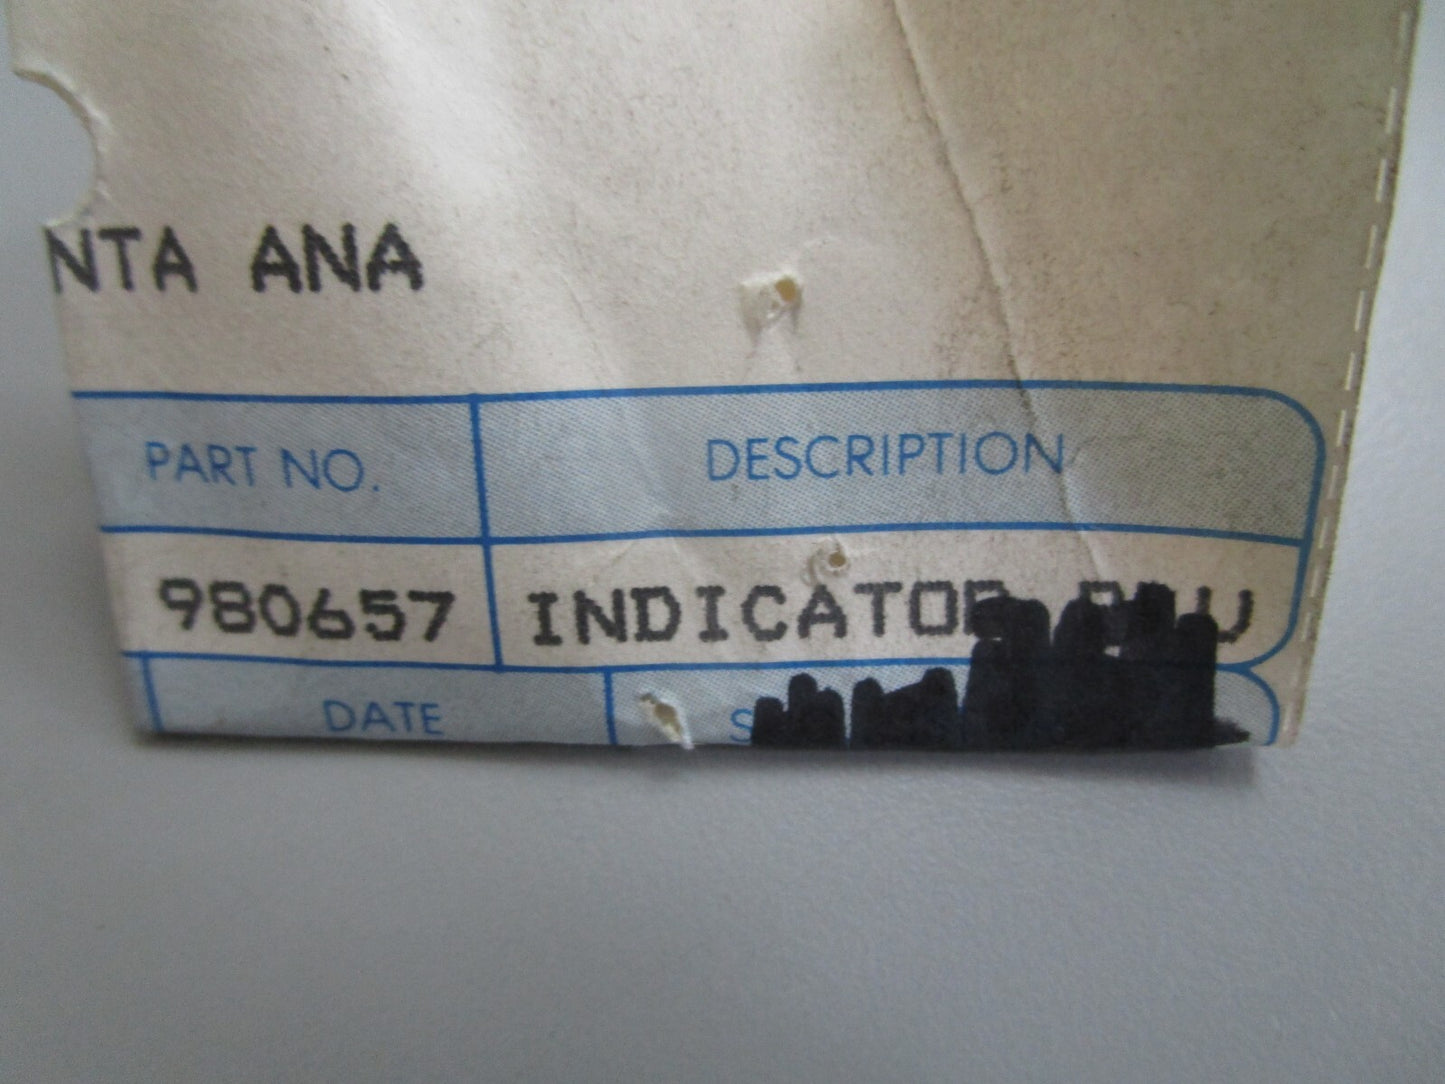 NTA ANA
PART NO. DESCRIPTION
980657 INDICATOR
DATE